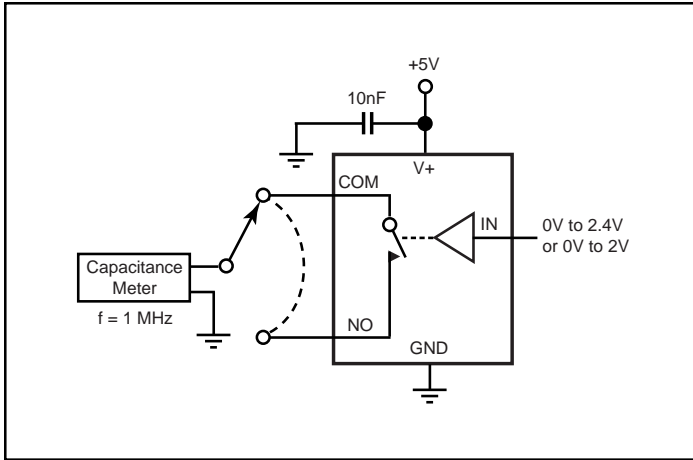 +5V
10nF
V+
COM
IN
0V to 2.4V
or 0V to 2V
Capacitance
Meter
f = 1 MHz
NO
GND